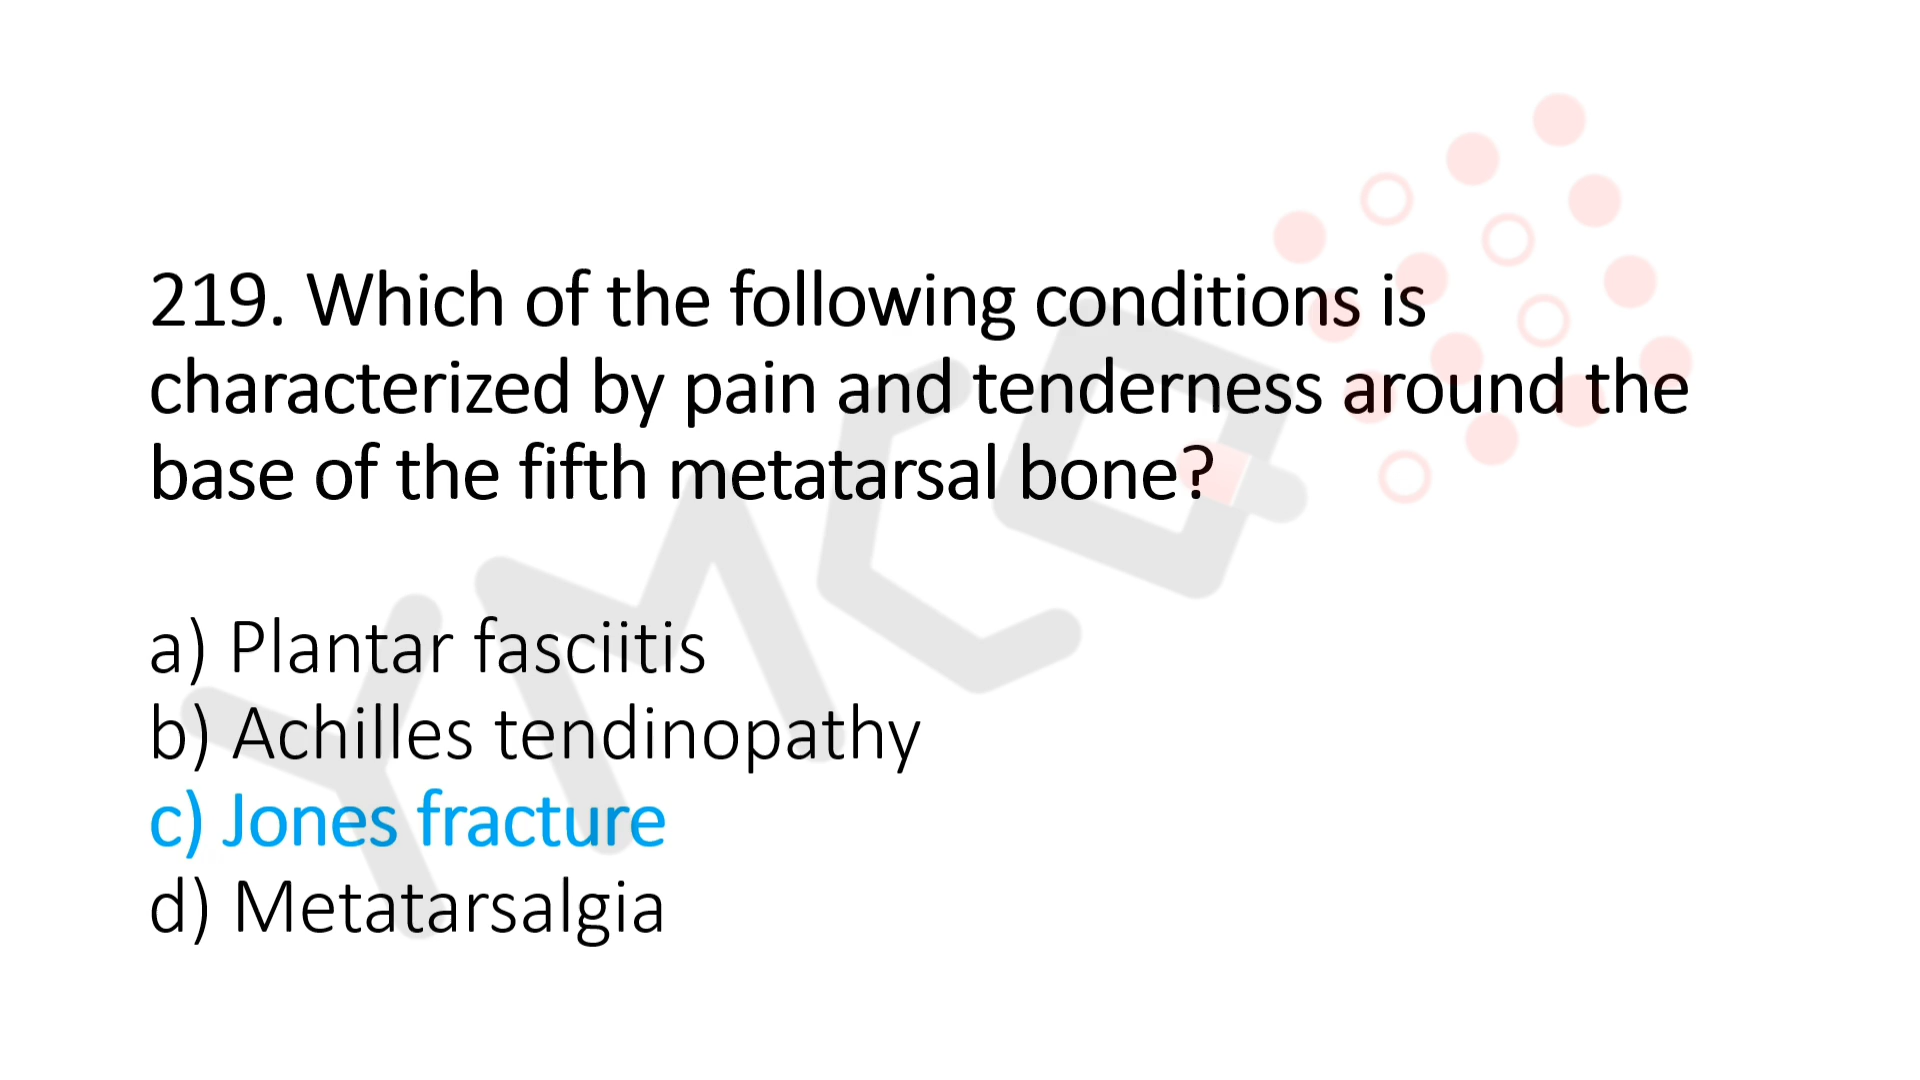 219. Which of the following conditions is
characterized by pain and tenderness around the
base of the fifth metatarsal bone?
a) Plantar fasciitis
b) Achilles tendinopathy
c) Jones fracture
d) Metatarsalgia
YMCQ